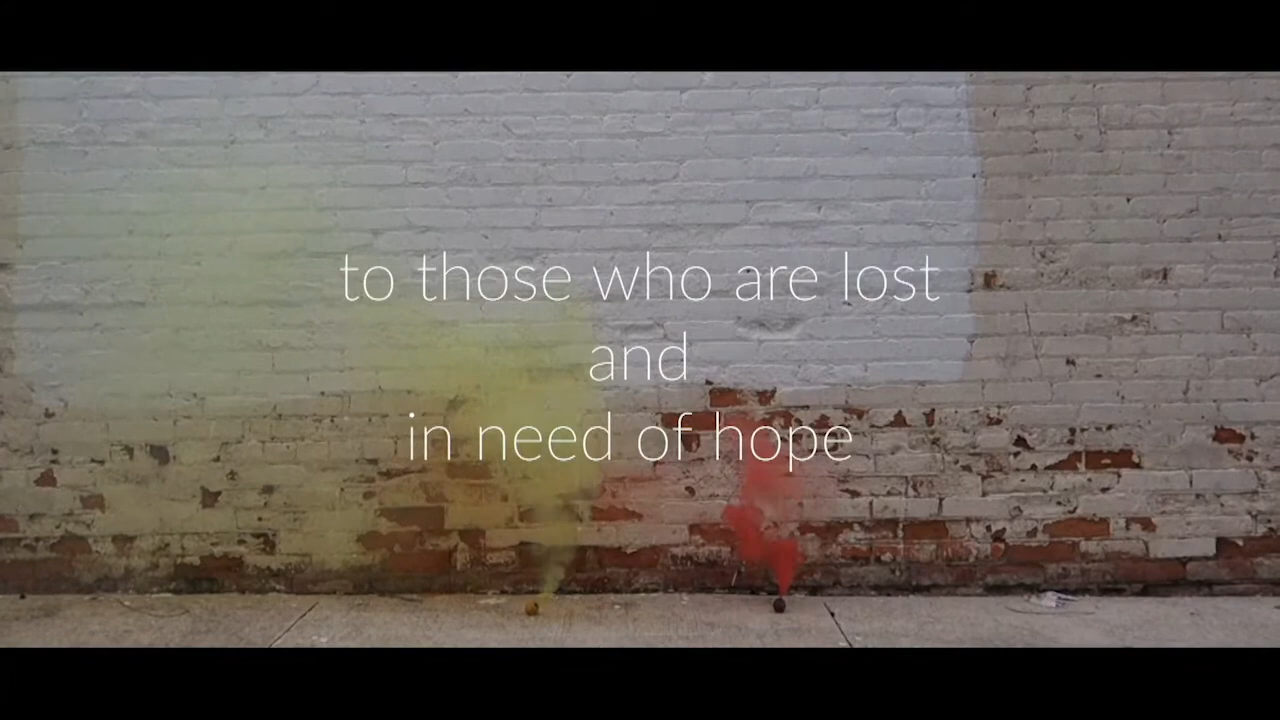 to those who are lost
and
in need of hope